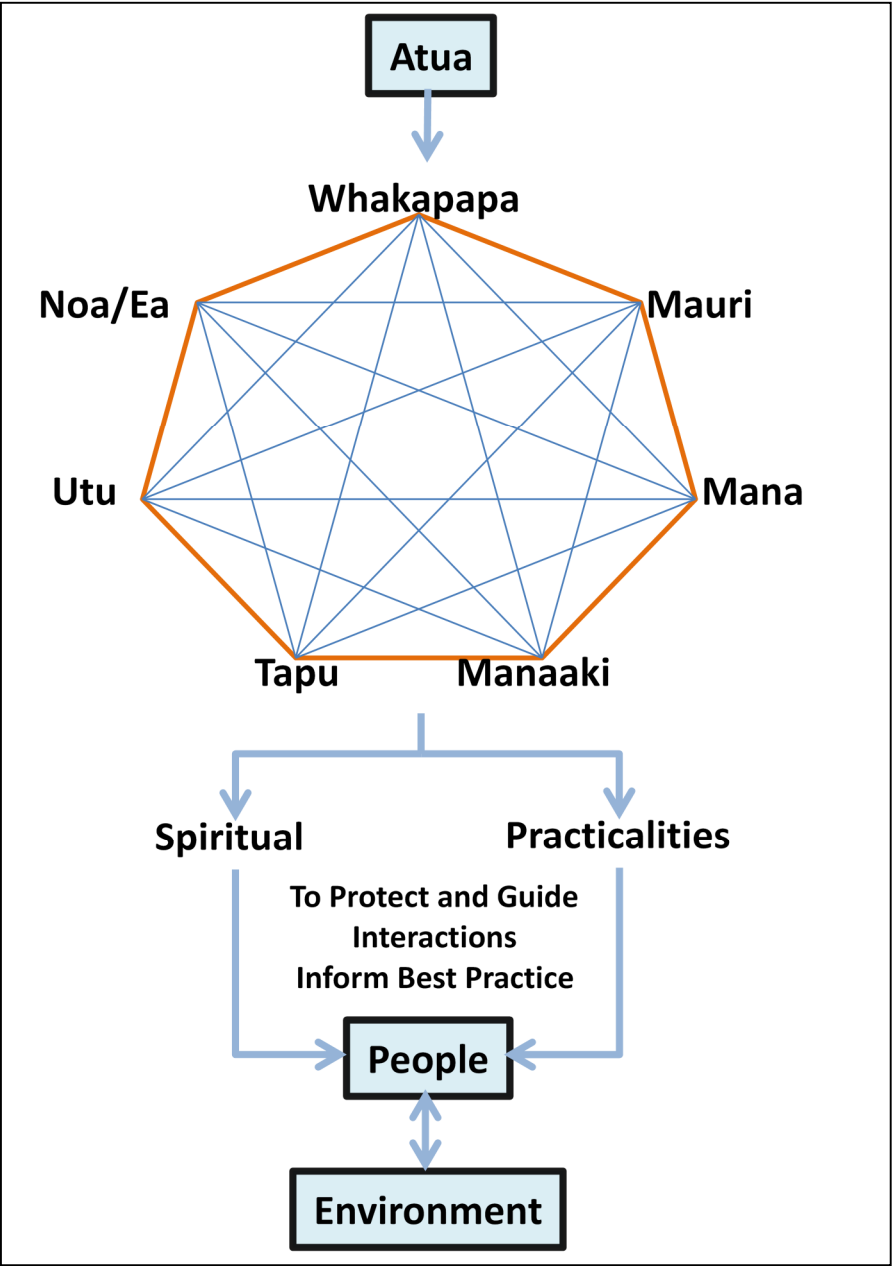 Atua
Whakapapa
Noa/Ea
Mauri
Utu
Mana
Tapu
Manaaki
Spiritual
Practicalities
To Protect and Guide
Interactions
Inform Best Practice
People
Environment